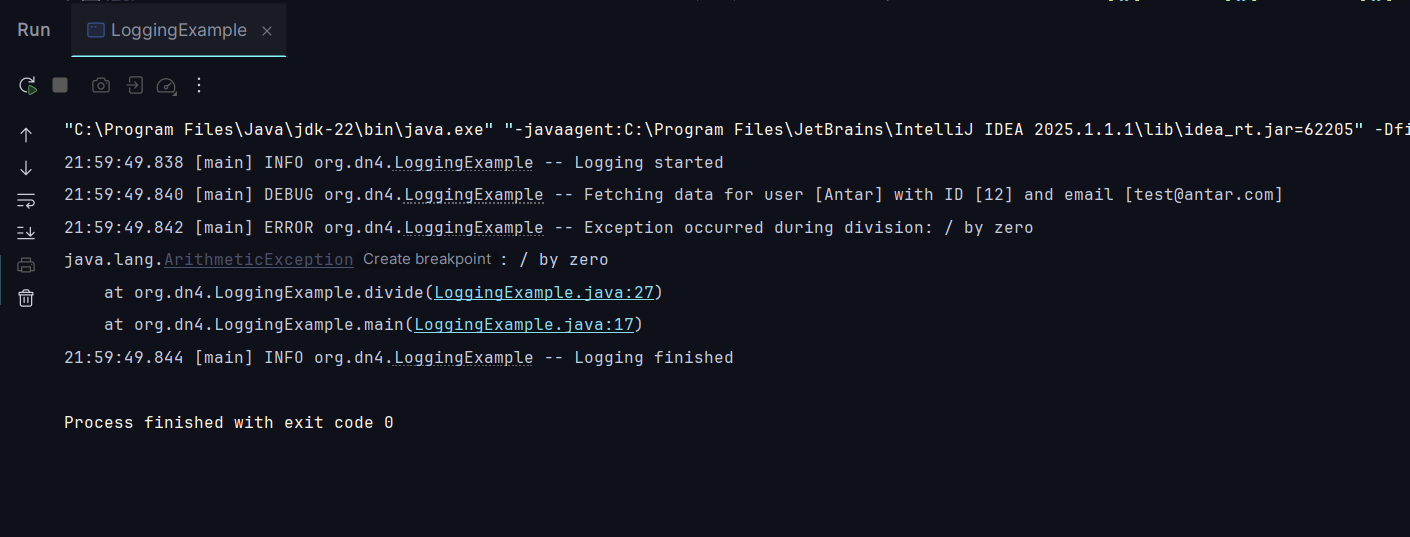 Run LoggingExample
"C:\Program Files\Java\jdk-22\bin\java.exe" "-javaagent:C:\Program Files\JetBrains\IntelliJ IDEA 2025.1.1.1\lib\idea_rt.jar=62205" -Dfi
21:59:49.838 [main] INFO org.dn4.LoggingExample -- Logging started
21:59:49.840 [main] DEBUG org.dn4.LoggingExample -- Fetching data for user [Antar] with ID [12] and email [test@antar.com]
21:59:49.842 [main] ERROR org.dn4.LoggingExample -- Exception occurred during division: / by zero
java.lang.ArithmeticException Create breakpoint : / by zero
    at org.dn4.LoggingExample.divide(LoggingExample.java:27)
    at org.dn4.LoggingExample.main(LoggingExample.java:17)
21:59:49.844 [main] INFO org.dn4.LoggingExample -- Logging finished
Process finished with exit code 0